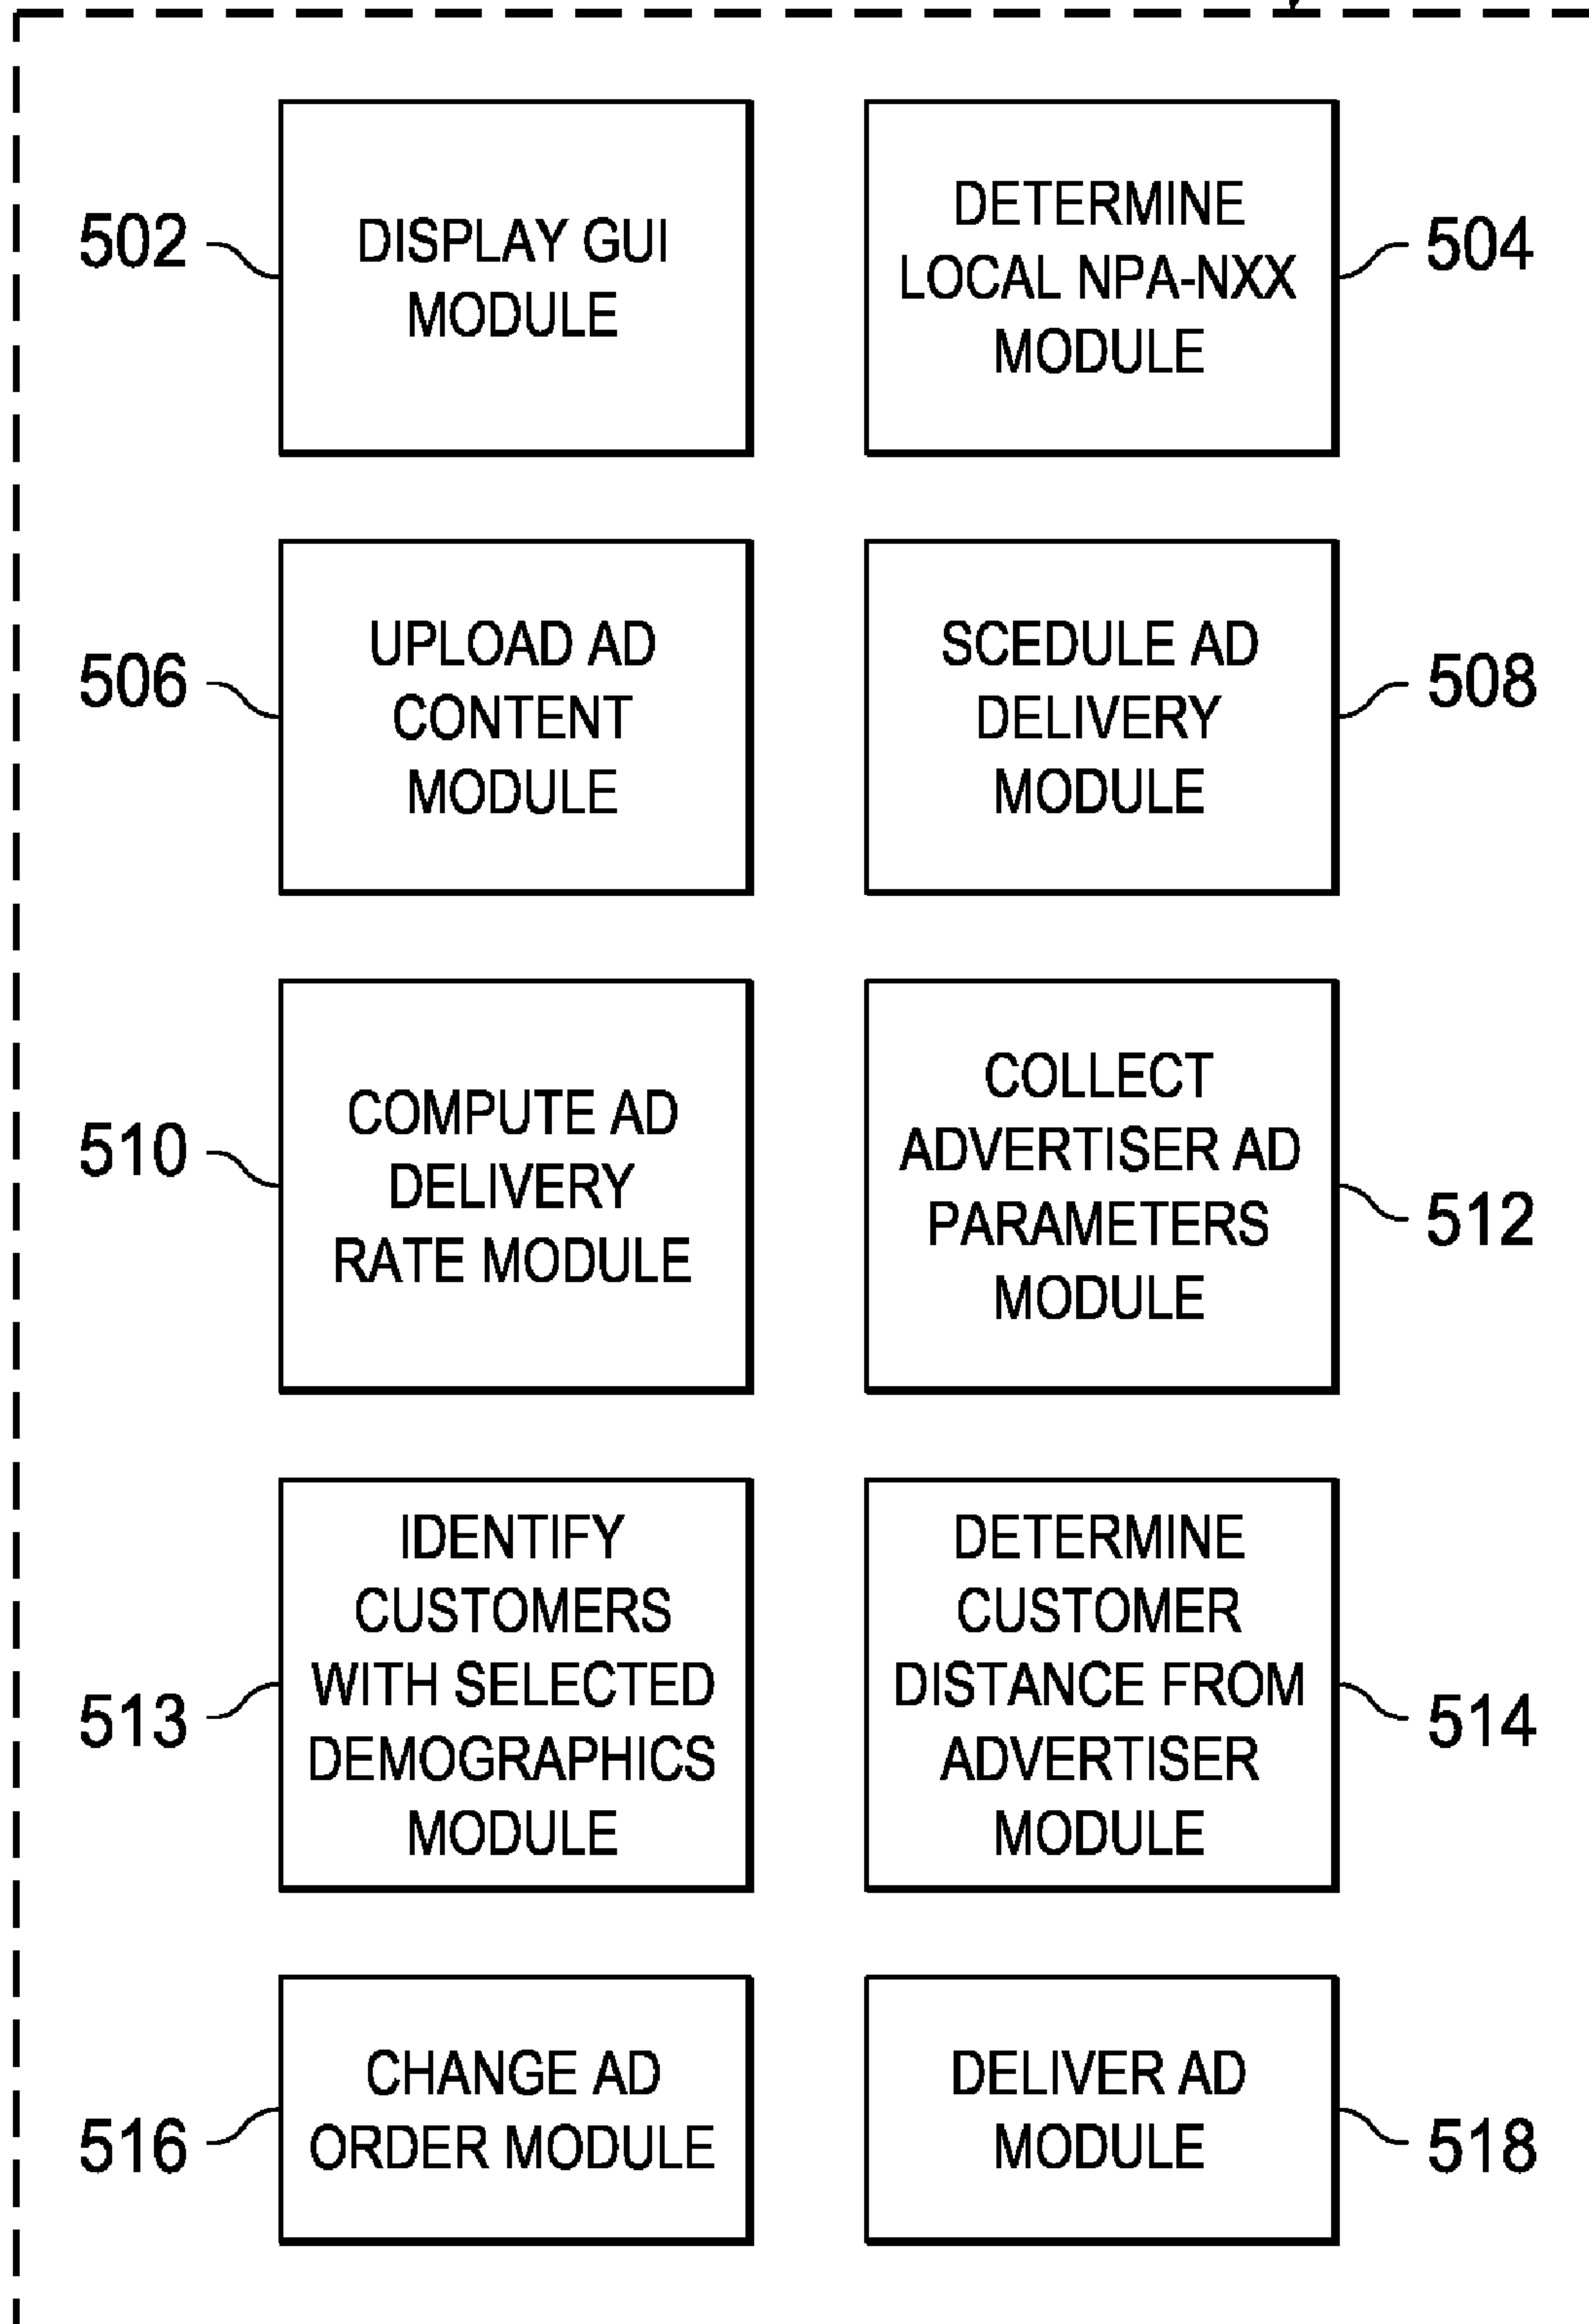 502
DISPLAY GUI
MODULE
DETERMINE
LOCAL NPA-NXX
MODULE
504
506
UPLOAD AD
CONTENT
MODULE
SCEDULE AD
DELIVERY
MODULE
508
510
COMPUTE AD
DELIVERY
RATE MODULE
COLLECT
ADVERTISER AD
PARAMETERS
MODULE
512
513
IDENTIFY
CUSTOMERS
WITH SELECTED
DEMOGRAPHICS
MODULE
DETERMINE
CUSTOMER
DISTANCE FROM
ADVERTISER
MODULE
514
516
CHANGE AD
ORDER MODULE
DELIVER AD
MODULE
518